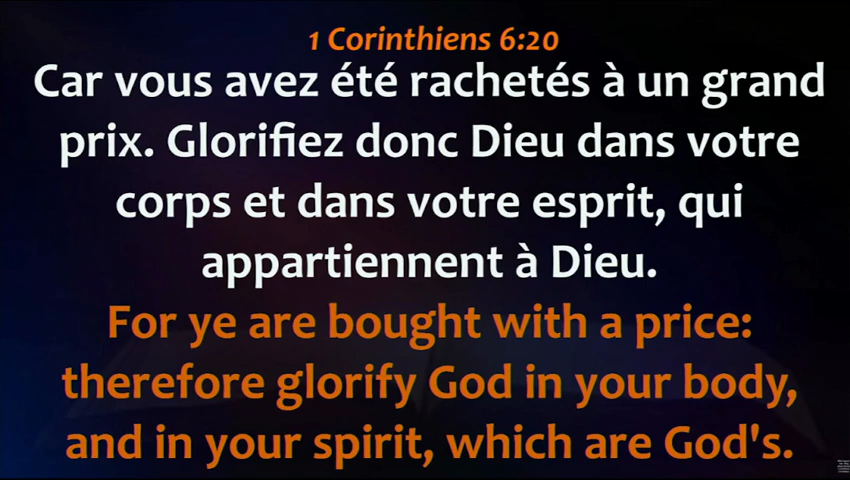 1 Corinthiens 6:20
Car vous avez été rachetés à un grand
prix. Glorifiez donc Dieu dans votre
corps et dans votre esprit, qui
appartiennent à Dieu.
For ye are bought with a price:
therefore glorify God in your body,
and in your spirit, which are God's.